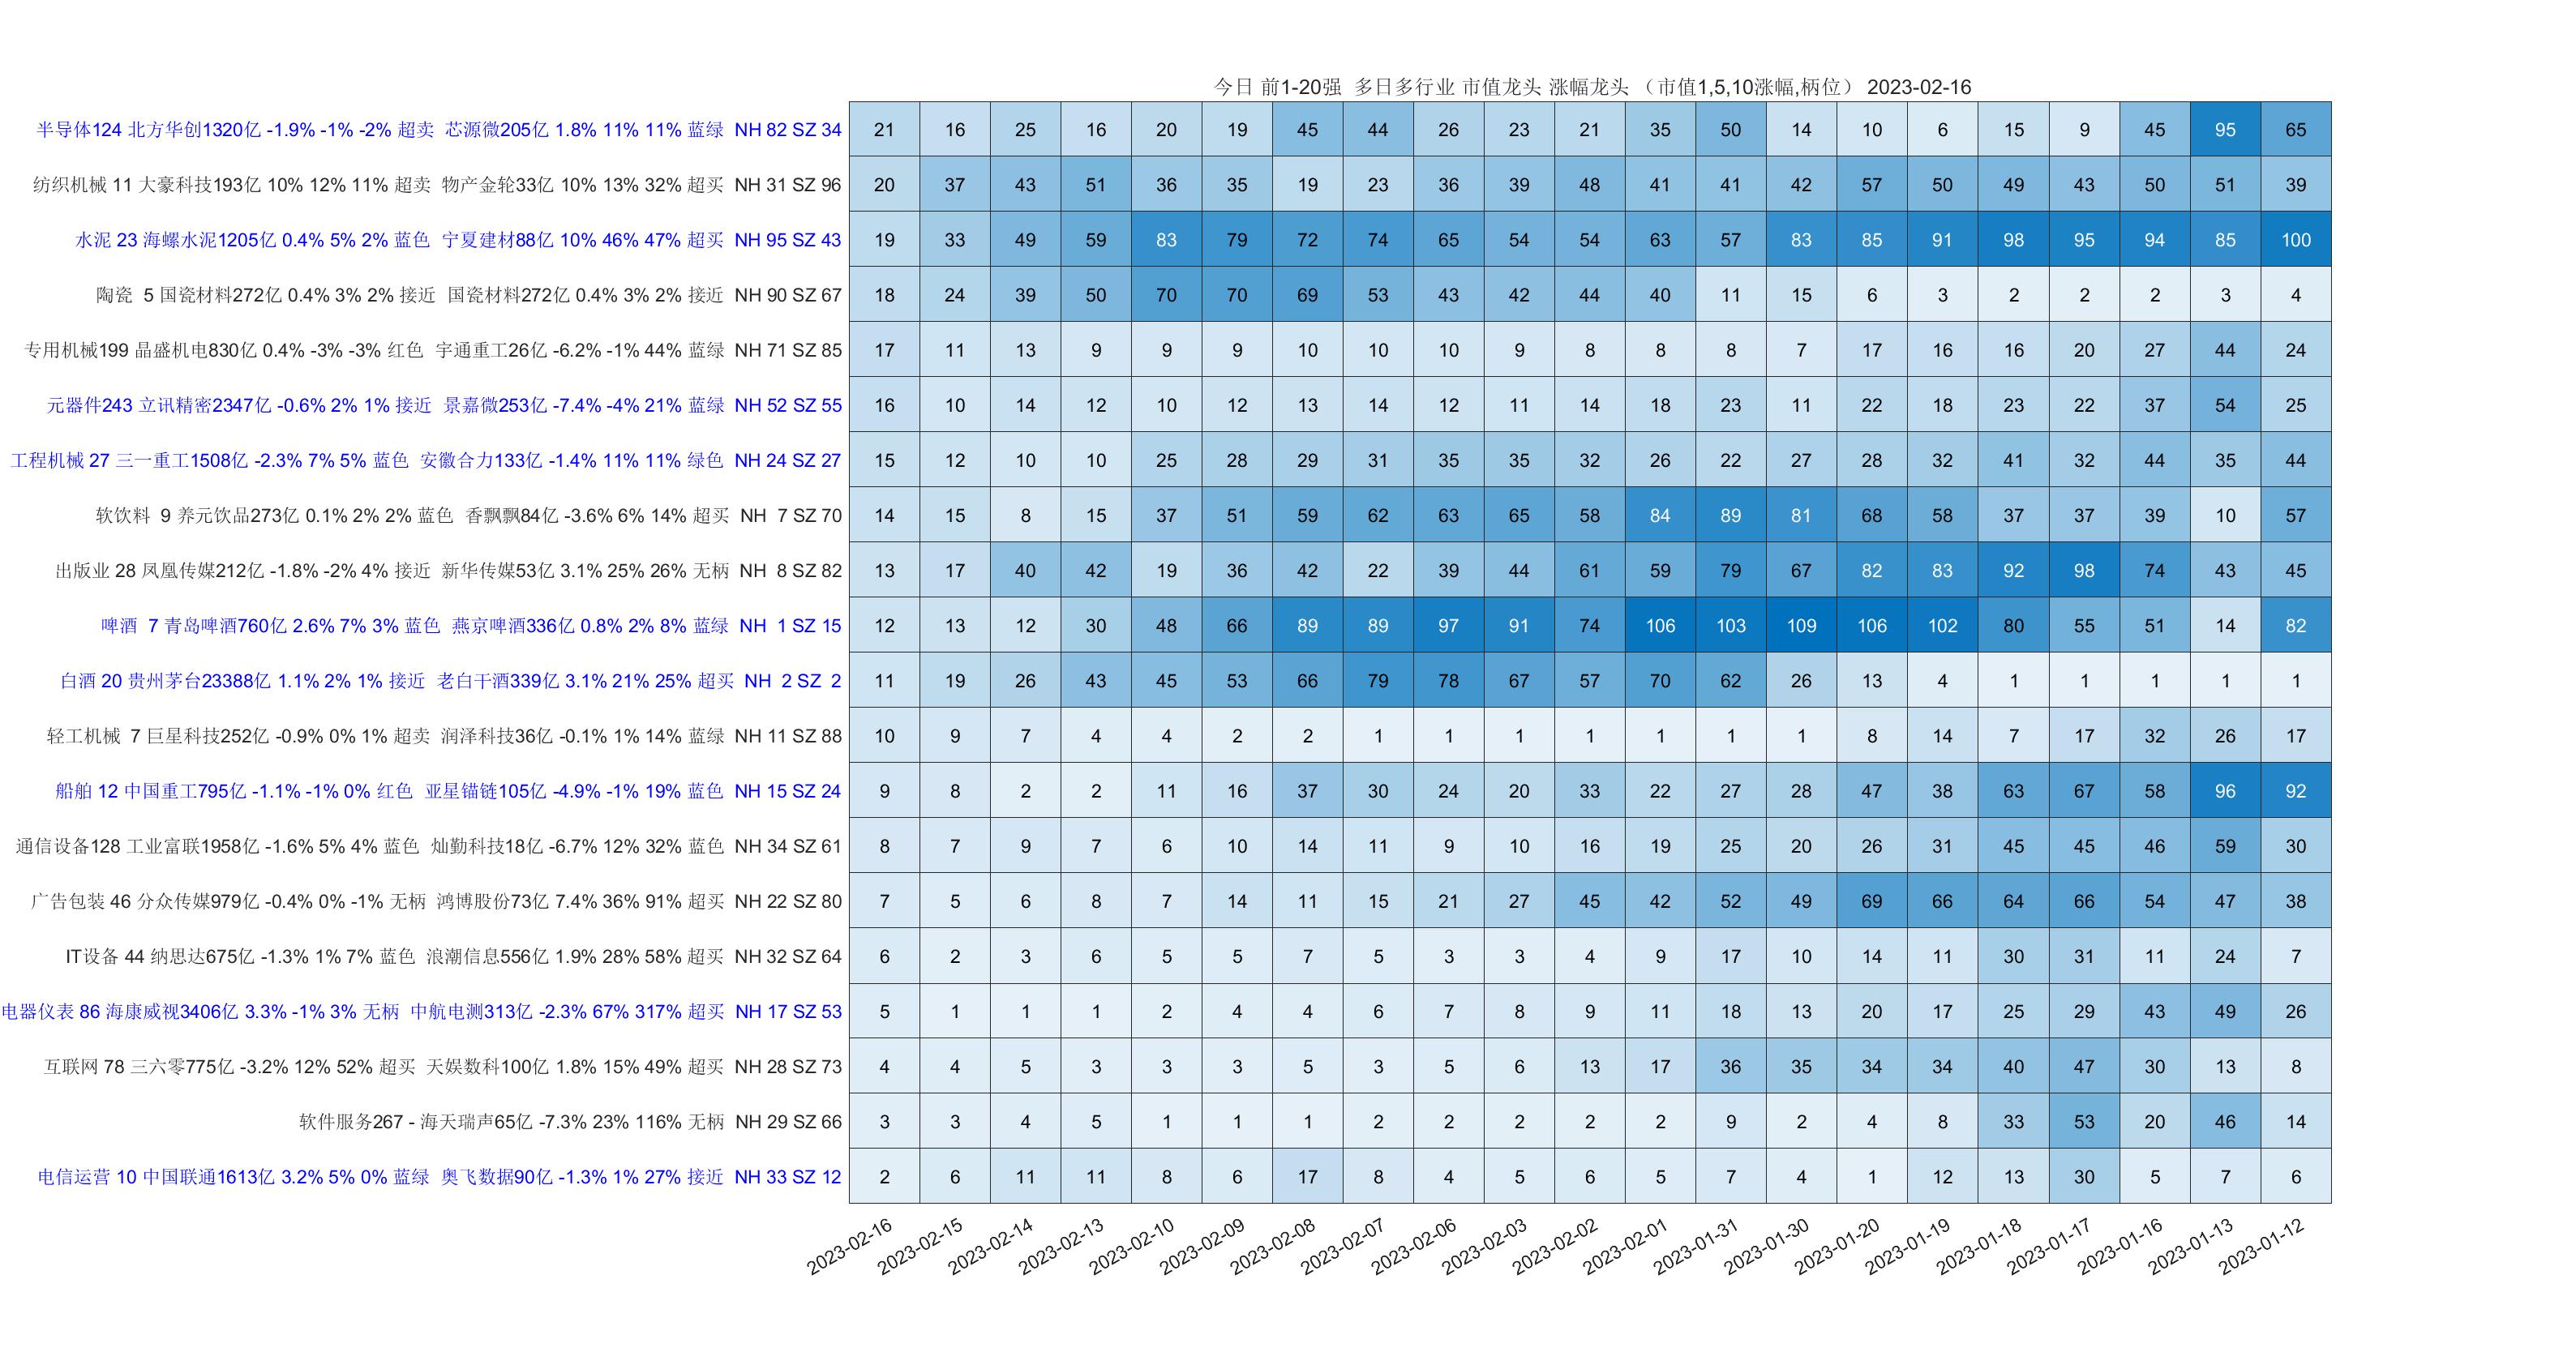 今日 前1-20强 多日多行业 市值龙头 涨幅龙头 （市值1,5,10涨幅,柄位） 2023-02-16
半导体124 北方华创1320亿 -1.9% -1% -2% 超卖 芯源微205亿 1.8% 11% 11% 蓝绿 NH 82 SZ 34 21 16 25 16 20 19 45 44 26 23 21 35 50 14 10 6 15 9 45 95 65
纺织机械 11 大豪科技193亿 10% 12% 11% 超卖 物产金轮33亿 10% 13% 32% 超买 NH 31 SZ 96 20 37 43 51 36 35 19 23 36 39 48 41 41 42 57 50 49 43 50 51 39
水泥 23 海螺水泥1205亿 0.4% 5% 2% 蓝色 宁夏建材88亿 10% 46% 47% 超买 NH 95 SZ 43 19 33 49 59 83 79 72 74 65 54 54 63 57 83 85 91 98 95 94 85 100
陶瓷 5 国瓷材料272亿 0.4% 3% 2% 接近 国瓷材料272亿 0.4% 3% 2% 接近 NH 90 SZ 67 18 24 39 50 70 70 69 53 43 42 44 40 11 15 6 3 2 2 2 3 4
专用机械199 晶盛机电830亿 0.4% -3% -3% 红色 宇通重工26亿 -6.2% -1% 44% 蓝绿 NH 71 SZ 85 17 11 13 9 9 9 10 10 10 9 8 8 8 7 17 16 16 20 27 44 24
元器件243 立讯精密2347亿 -0.6% 2% 1% 接近 景嘉微253亿 -7.4% -4% 21% 蓝绿 NH 52 SZ 55 16 10 14 12 10 12 13 14 12 11 14 18 23 11 22 18 23 22 37 54 25
工程机械 27 三一重工1508亿 -2.3% 7% 5% 蓝色 安徽合力133亿 -1.4% 11% 11% 绿色 NH 24 SZ 27 15 12 10 10 25 28 29 31 35 35 32 26 22 27 28 32 41 32 44 35 44
软饮料 9 养元饮品273亿 0.1% 2% 2% 蓝色 香飘飘84亿 -3.6% 6% 14% 超买 NH 7 SZ 70 14 15 8 15 37 51 59 62 63 65 58 84 89 81 68 58 37 37 39 10 57
出版业 28 凤凰传媒212亿 -1.8% -2% 4% 接近 新华传媒53亿 3.1% 25% 26% 无柄 NH 8 SZ 82 13 17 40 42 19 36 42 22 39 44 61 59 79 67 82 83 92 98 74 43 45
啤酒 7 青岛啤酒760亿 2.6% 7% 3% 蓝色 燕京啤酒336亿 0.8% 2% 8% 蓝绿 NH 1 SZ 15 12 13 12 30 48 66 89 89 97 91 74 106 103 109 106 102 80 55 51 14 82
白酒 20 贵州茅台23388亿 1.1% 2% 1% 接近 老白干酒339亿 3.1% 21% 25% 超买 NH 2 SZ 2 11 19 26 43 45 53 66 79 78 67 57 70 62 26 13 4 1 1 1 1 1
轻工机械 7 巨星科技252亿 -0.9% 0% 1% 超卖 润泽科技36亿 -0.1% 1% 14% 蓝绿 NH 11 SZ 88 10 9 7 4 4 2 2 1 1 1 1 1 1 1 8 14 7 17 32 26 17
船舶 12 中国重工795亿 -1.1% -1% 0% 红色 亚星锚链105亿 -4.9% -1% 19% 蓝色 NH 15 SZ 24 9 8 2 2 11 16 37 30 24 20 33 22 27 28 47 38 63 67 58 96 92
通信设备128 工业富联1958亿 -1.6% 5% 4% 蓝色 灿勤科技18亿 -6.7% 12% 32% 蓝色 NH 34 SZ 61 8 7 9 7 6 10 14 11 9 10 16 19 25 20 26 31 45 45 46 59 30
广告包装 46 分众传媒979亿 -0.4% 0% -1% 无柄 鸿博股份73亿 7.4% 36% 91% 超买 NH 22 SZ 80 7 5 6 8 7 14 11 15 21 27 45 42 52 49 69 66 64 66 54 47 38
IT设备 44 纳思达675亿 -1.3% 1% 7% 蓝色 浪潮信息556亿 1.9% 28% 58% 超买 NH 32 SZ 64 6 2 3 6 5 5 7 5 3 3 4 9 17 10 14 11 30 31 11 24 7
电器仪表 86 海康威视3406亿 3.3% -1% 3% 无柄 中航电测313亿 -2.3% 67% 317% 超买 NH 17 SZ 53 5 1 1 1 2 4 4 6 7 8 9 11 18 13 20 17 25 29 43 49 26
互联网 78 三六零775亿 -3.2% 12% 52% 超买 天娱数科100亿 1.8% 15% 49% 超买 NH 28 SZ 73 4 4 5 3 3 3 5 3 5 6 13 17 36 35 34 34 40 47 30 13 8
软件服务267 - 海天瑞声65亿 -7.3% 23% 116% 无柄 NH 29 SZ 66 3 3 4 5 1 1 1 2 2 2 2 2 9 2 4 8 33 53 20 46 14
电信运营 10 中国联通1613亿 3.2% 5% 0% 蓝绿 奥飞数据90亿 -1.3% 1% 27% 接近 NH 33 SZ 12 2 6 11 11 8 6 17 8 4 5 6 5 7 4 1 12 13 30 5 7 6
2023-02-16 2023-02-15 2023-02-14 2023-02-13 2023-02-10 2023-02-09 2023-02-08 2023-02-07 2023-02-06 2023-02-03 2023-02-02 2023-02-01 2023-01-31 2023-01-30 2023-01-20 2023-01-19 2023-01-18 2023-01-17 2023-01-16 2023-01-13 2023-01-12